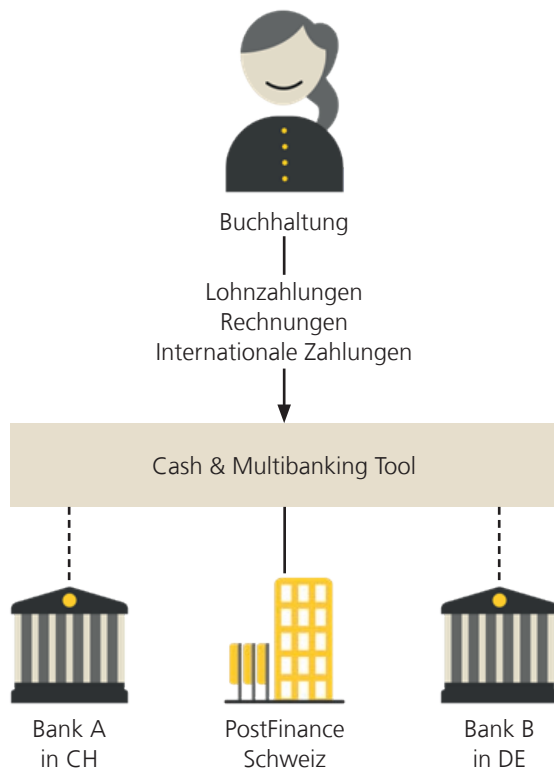 Buchhaltung
Lohnzahlungen
Rechnungen
Internationale Zahlungen
Cash & Multibanking Tool
Bank A
in CH
PostFinance
Schweiz
Bank B
in DE